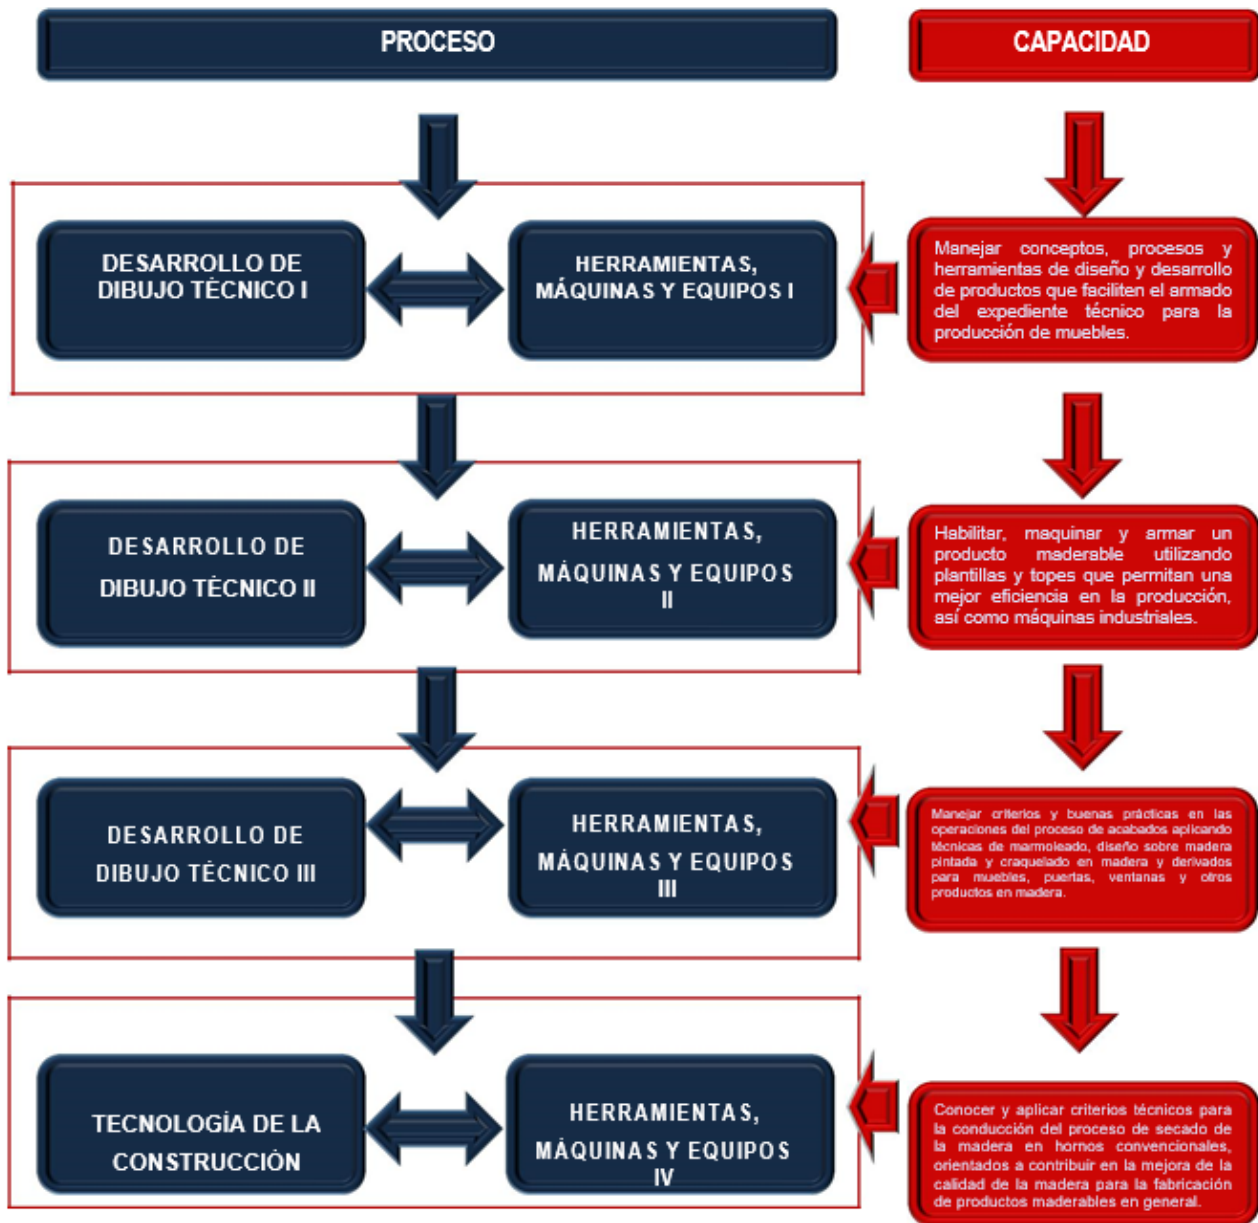 PROCESO
CAPACIDAD
DESARROLLO DE
DIBUJO TÉCNICO I
HERRAMIENTAS,
MÁQUINAS Y EQUIPOS I
Manejar conceptos, procesos y
herramientas de diseño y desarrollo
de productos que faciliten el armado
del expediente técnico para la
producción de muebles.
DESARROLLO DE
DIBUJO TÉCNICO II
HERRAMIENTAS,
MÁQUINAS Y EQUIPOS
II
Habilitar, maquinar y armar un
producto maderable utilizando
plantillas y topes que permitan una
mejor eficiencia en la producción,
así como máquinas industriales.
DESARROLLO DE
DIBUJO TÉCNICO III
HERRAMIENTAS,
MÁQUINAS Y EQUIPOS
III
Manejar criterios y buenas prácticas en las
operaciones del proceso de acabados aplicando
técnicas de marmoleado, diseño sobre madera
pintada y craquelado en madera y derivados
para muebles, puertas, ventanas y otros
productos en madera.
TECNOLOGÍA DE LA
CONSTRUCCIÓN
HERRAMIENTAS,
MÁQUINAS Y EQUIPOS
IV
Conocer y aplicar criterios técnicos para
la conducción del proceso de secado de
la madera en hornos convencionales,
orientados a contribuir en la mejora de la
calidad de la madera para la fabricación
de productos maderables en general.